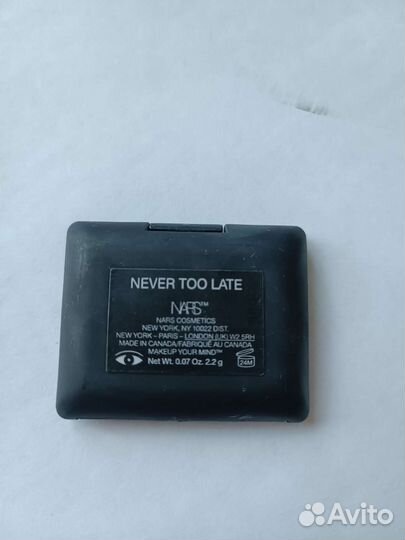 NEVER TOO LATE
NARS™
NARS COSMETICS
NEW YORK, NY 10022 DIST.
NEW YORK – PARIS – LONDON (UK) W2 5RH
MADE IN CANADA/FABRIQUÉ AU CANADA
MAKEUP YOUR MIND™
Net Wt. 0.07 Oz. 2.2 g
24M
Avito